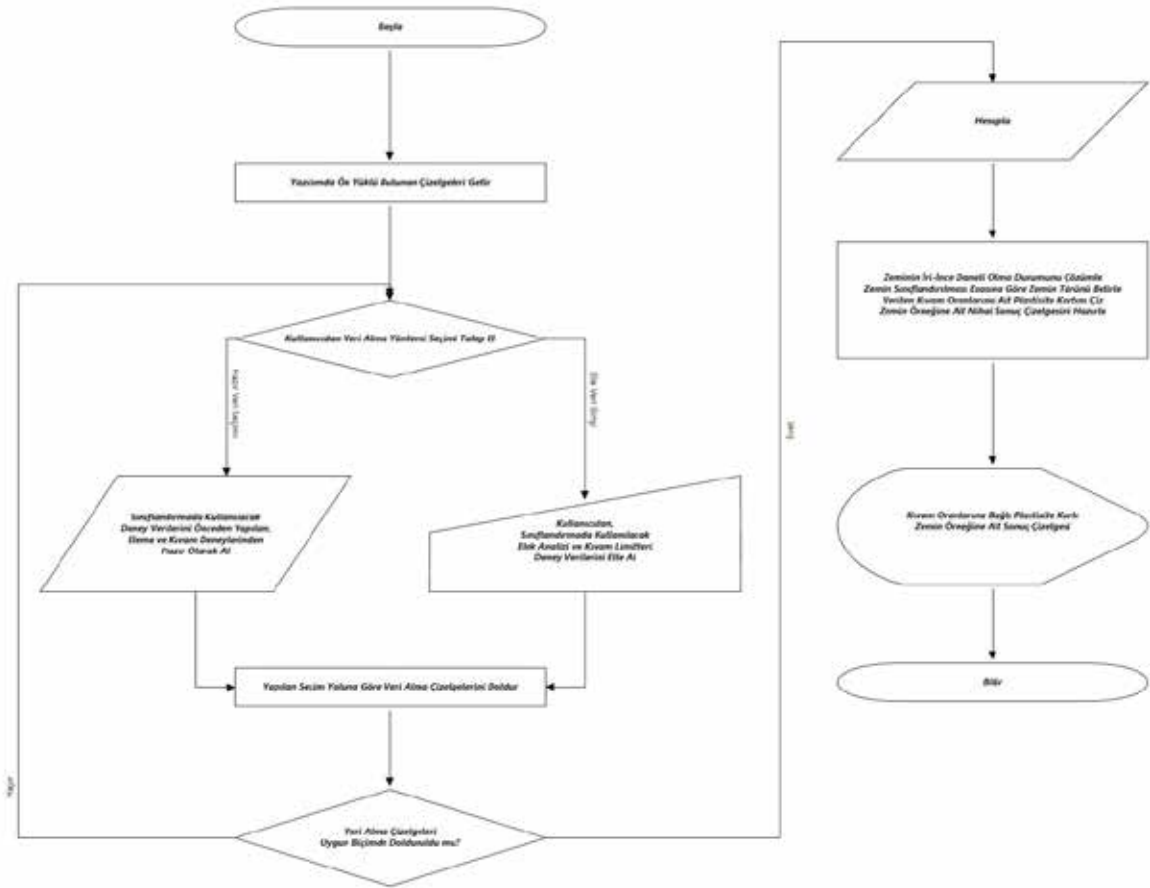 Başla
Yazılımda Ön Yüklü Bulunan Çizelgeleri Getir
Kullanıcıdan Veri Alma Yöntemi Seçimi Talep Et
Hazır Veri Seçimi
Elle Veri Girişi
Sınıflandırmada Kullanılacak
Deney Verilerini Önceden Yapılan,
Eleme ve Kıvam Deneylerinden
Hazır Olarak Al
Kullanıcıdan,
Sınıflandırmada Kullanılacak
Elek Analizi ve Kıvam Limitleri
Deney Verilerini Elle Al
Yapılan Seçim Yoluna Göre Veri Alma Çizelgelerini Doldur
Veri Alma Çizelgeleri
Uygun Biçimde Dolduruldu mu?
Hayır
Evet
Hesapla
Zeminin İri-İnce Daneli Olma Durumunu Çözümle
Zemin Sınıflandırılması Esasına Göre Zemin Türünü Belirle
Verilen Kıvam Oranlarına Ait Plastisite Kartını Çiz
Zemin Örneğine Ait Nihai Sonuç Çizelgesini Hazırla
Kıvam Oranlarına Bağlı Plastisite Kartı
Zemin Örneğine Ait Sonuç Çizelgesi
Bitir